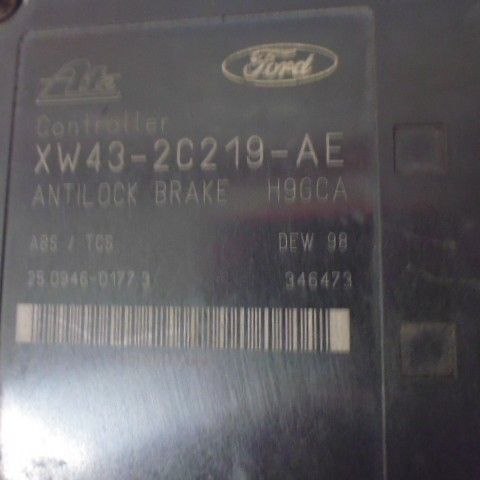 Ate
Ford
Controller
XW43-2C219-AE
ANTILOCK BRAKE H9GCA
ABS / TCS DEW 98
25.0946-0177.3 346473